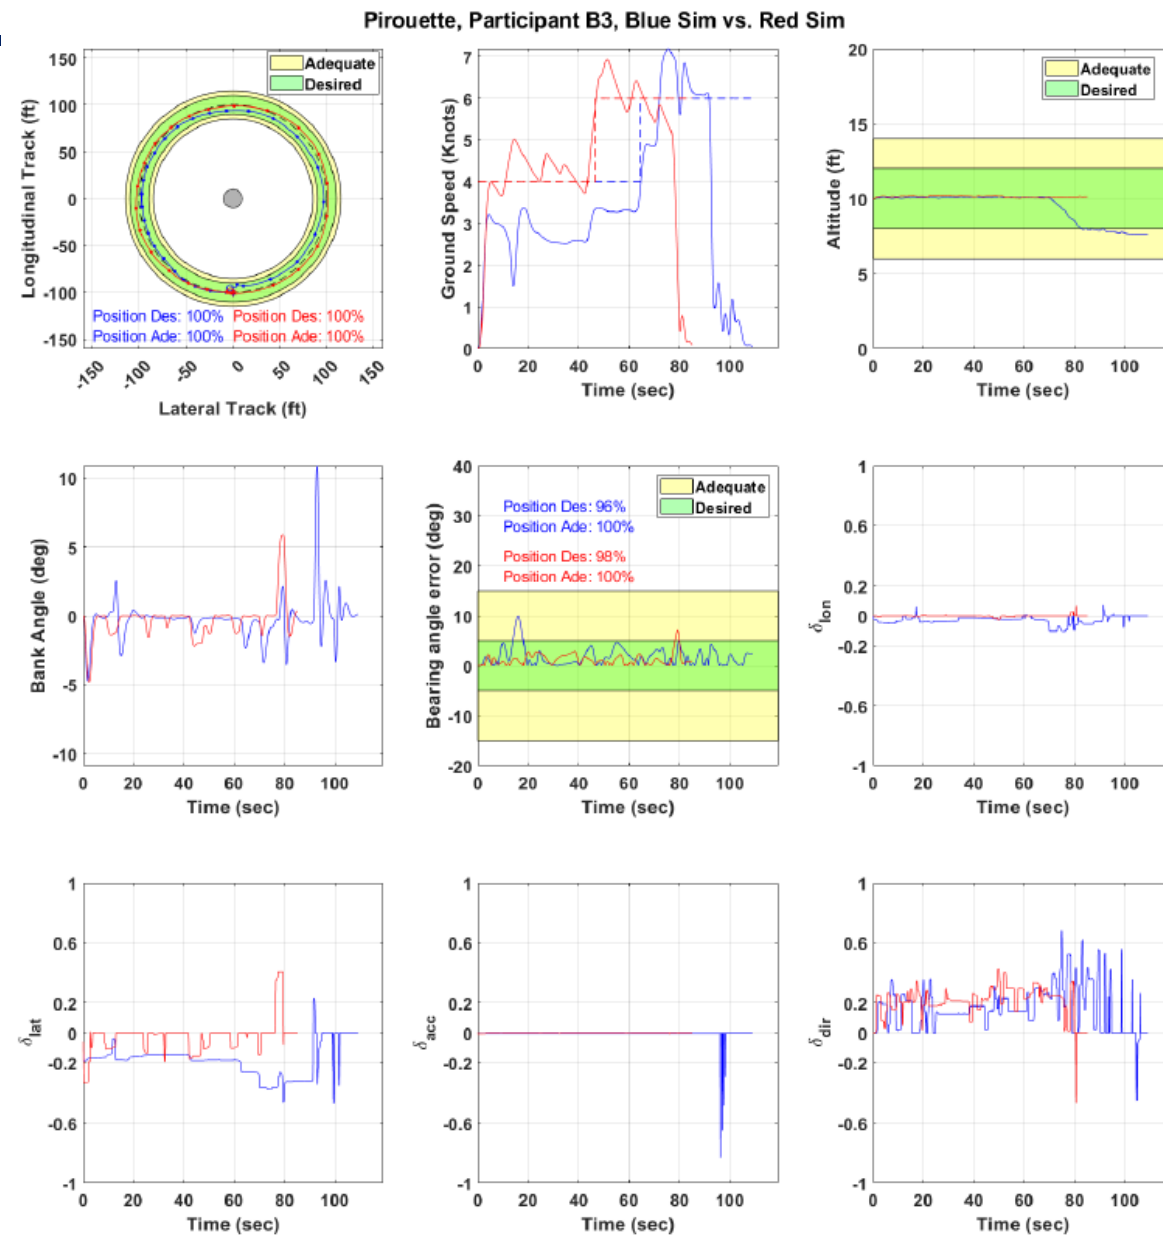 Pirouette, Participant B3, Blue Sim vs. Red Sim
Longitudinal Track (ft)
150
100
50
0
-50
-100
-150
Adequate
Desired
Position Des: 100% Position Des: 100%
Position Ade: 100% Position Ade: 100%
-150 -100 -50 0 50 100 150
Lateral Track (ft)
Ground Speed (Knots)
7
6
5
4
3
2
1
0
0 20 40 60 80 100
Time (sec)
Altitude (ft)
20
15
10
5
0
Adequate
Desired
0 20 40 60 80 100
Time (sec)
Bank Angle (deg)
10
5
0
-5
-10
0 20 40 60 80 100
Time (sec)
Bearing angle error (deg)
40
30
20
10
0
-10
-20
Adequate
Desired
Position Des: 96%
Position Ade: 100%
Position Des: 98%
Position Ade: 100%
0 20 40 60 80 100
Time (sec)
δlon
1
0.6
0.2
-0.2
-0.6
-1
0 20 40 60 80 100
Time (sec)
δlat
1
0.6
0.2
0
-0.2
-0.6
-1
0 20 40 60 80 100
Time (sec)
δacc
1
0.6
0.2
0
-0.2
-0.6
-1
0 20 40 60 80 100
Time (sec)
δdir
1
0.6
0.2
0
-0.2
-0.6
-1
0 20 40 60 80 100
Time (sec)